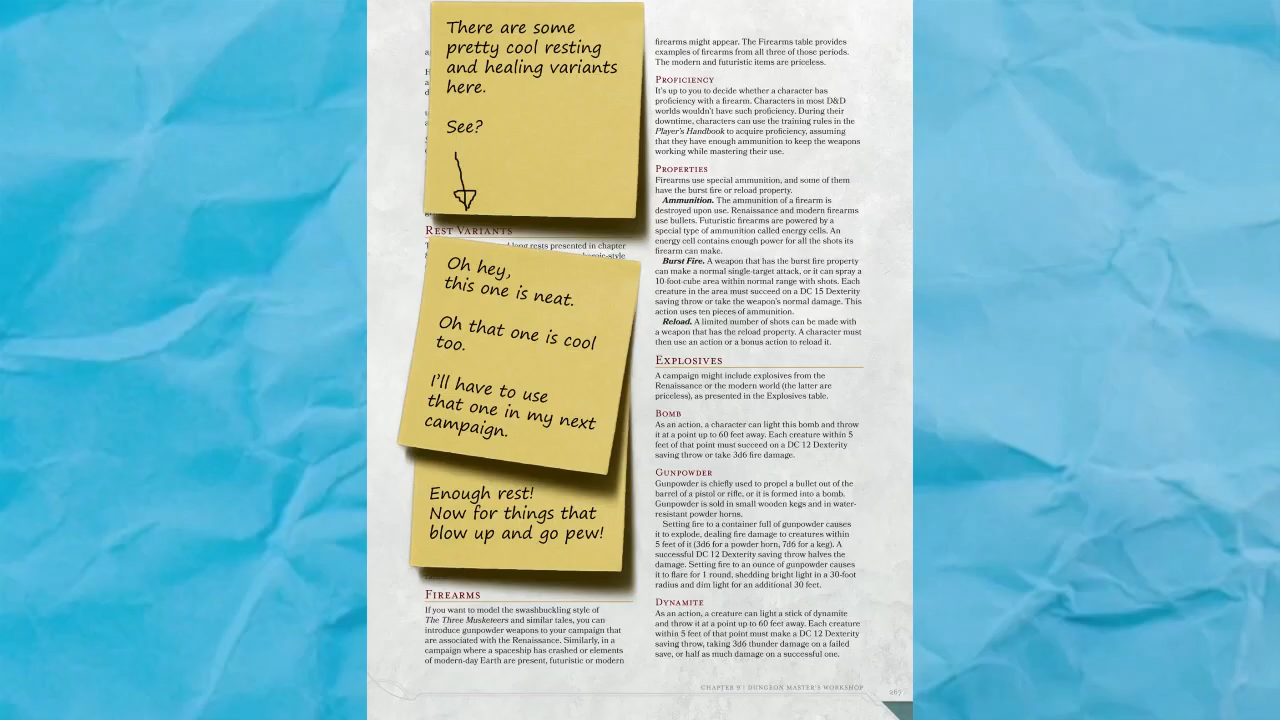 There are some
pretty cool resting
and healing variants
here.
See?
REST VARIANTS
long rests presented in chapter
Oh hey,
this one is neat.
Oh that one is cool
too.
I'll have to use
that one in my next
campaign.
Enough rest!
Now for things that
blow up and go pew!
FIREARMS
If you want to model the swashbuckling style of
The Three Musketeers and similar tales, you can
introduce gunpowder weapons to your campaign that
are associated with the Renaissance. Similarly, in a
campaign where a spaceship has crashed or elements
of modern-day Earth are present, futuristic or modern
firearms might appear. The Firearms table provides
examples of firearms from all three of those periods.
The modern and futuristic items are priceless.
PROFICIENCY
It's up to you to decide whether a character has
proficiency with a firearm. Characters in most D&D
worlds wouldn't have such proficiency. During their
downtime, characters can use the training rules in the
Player's Handbook to acquire proficiency, assuming
that they have enough ammunition to keep the weapons
working while mastering their use.
PROPERTIES
Firearms use special ammunition, and some of them
have the burst fire or reload property.
Ammunition. The ammunition of a firearm is
destroyed upon use. Renaissance and modern firearms
use bullets. Futuristic firearms are powered by a
special type of ammunition called energy cells. An
energy cell contains enough power for all the shots its
firearm can make.
Burst Fire. A weapon that has the burst fire property
can make a normal single-target attack, or it can spray a
10-foot-cube area within normal range with shots. Each
creature in the area must succeed on a DC 15 Dexterity
saving throw or take the weapon's normal damage. This
action uses ten pieces of ammunition.
Reload. A limited number of shots can be made with
a weapon that has the reload property. A character must
then use an action or a bonus action to reload it.
EXPLOSIVES
A campaign might include explosives from the
Renaissance or the modern world (the latter are
priceless), as presented in the Explosives table.
BOMB
As an action, a character can light this bomb and throw
it at a point up to 60 feet away. Each creature within 5
feet of that point must succeed on a DC 12 Dexterity
saving throw or take 3d6 fire damage.
GUNPOWDER
Gunpowder is chiefly used to propel a bullet out of the
barrel of a pistol or rifle, or it is formed into a bomb.
Gunpowder is sold in small wooden kegs and in water-
resistant powder horns.
Setting fire to a container full of gunpowder causes
it to explode, dealing fire damage to creatures within
5 feet of it (3d6 for a powder horn, 7d6 for a keg). A
successful DC 12 Dexterity saving throw halves the
damage. Setting fire to an ounce of gunpowder causes
it to flare for 1 round, shedding bright light in a 30-foot
radius and dim light for an additional 30 feet.
DYNAMITE
As an action, a creature can light a stick of dynamite
and throw it at a point up to 60 feet away. Each creature
within 5 feet of that point must make a DC 12 Dexterity
saving throw, taking 3d6 thunder damage on a failed
save, or half as much damage on a successful one.
CHAPTER 9 | DUNGEON MASTER'S WORKSHOP
267